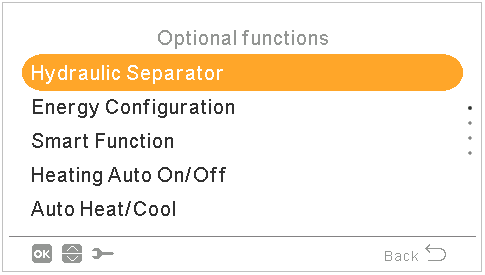 Optional functions
Hydraulic Separator
Energy Configuration
Smart Function
Heating Auto On/Off
Auto Heat/Cool
OK Back